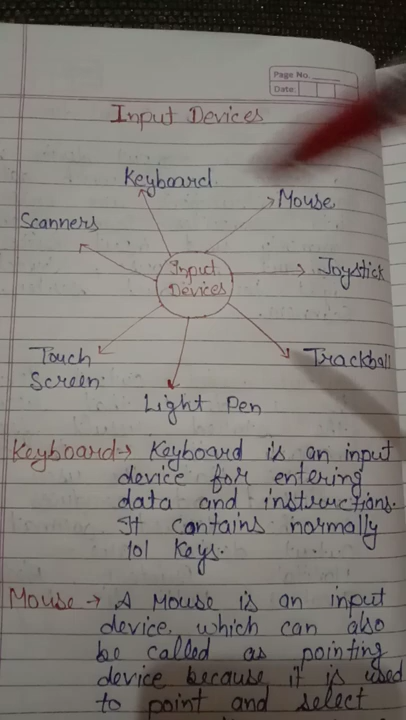 Page No.
Date:
Input Devices
Keyboard
Mouse
Scanners
Joystick
Input
Devices
Touch
Screen
Trackball
Light Pen
Keyboard → Keyboard is an input
device for entering
data and instructions.
It contains normally
101 Keys.
Mouse → A Mouse is an input
device. which can also
be called as pointing
device because it is used
to point and select